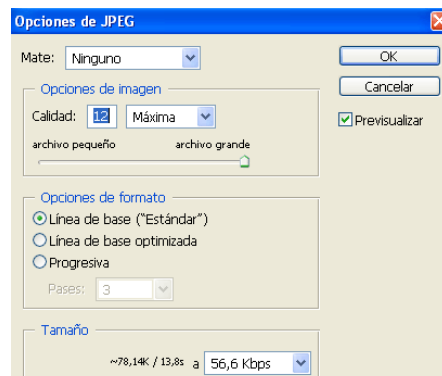 Opciones de JPEG
Mate: Ninguno
OK
Opciones de imagen
Cancelar
Calidad: 12 Máxima
Previsualizar
archivo pequeño archivo grande
Opciones de formato
Línea de base ("Estándar")
Línea de base optimizada
Progresiva
Pases: 3
Tamaño
~78,14K / 13,8s a 56,6 Kbps